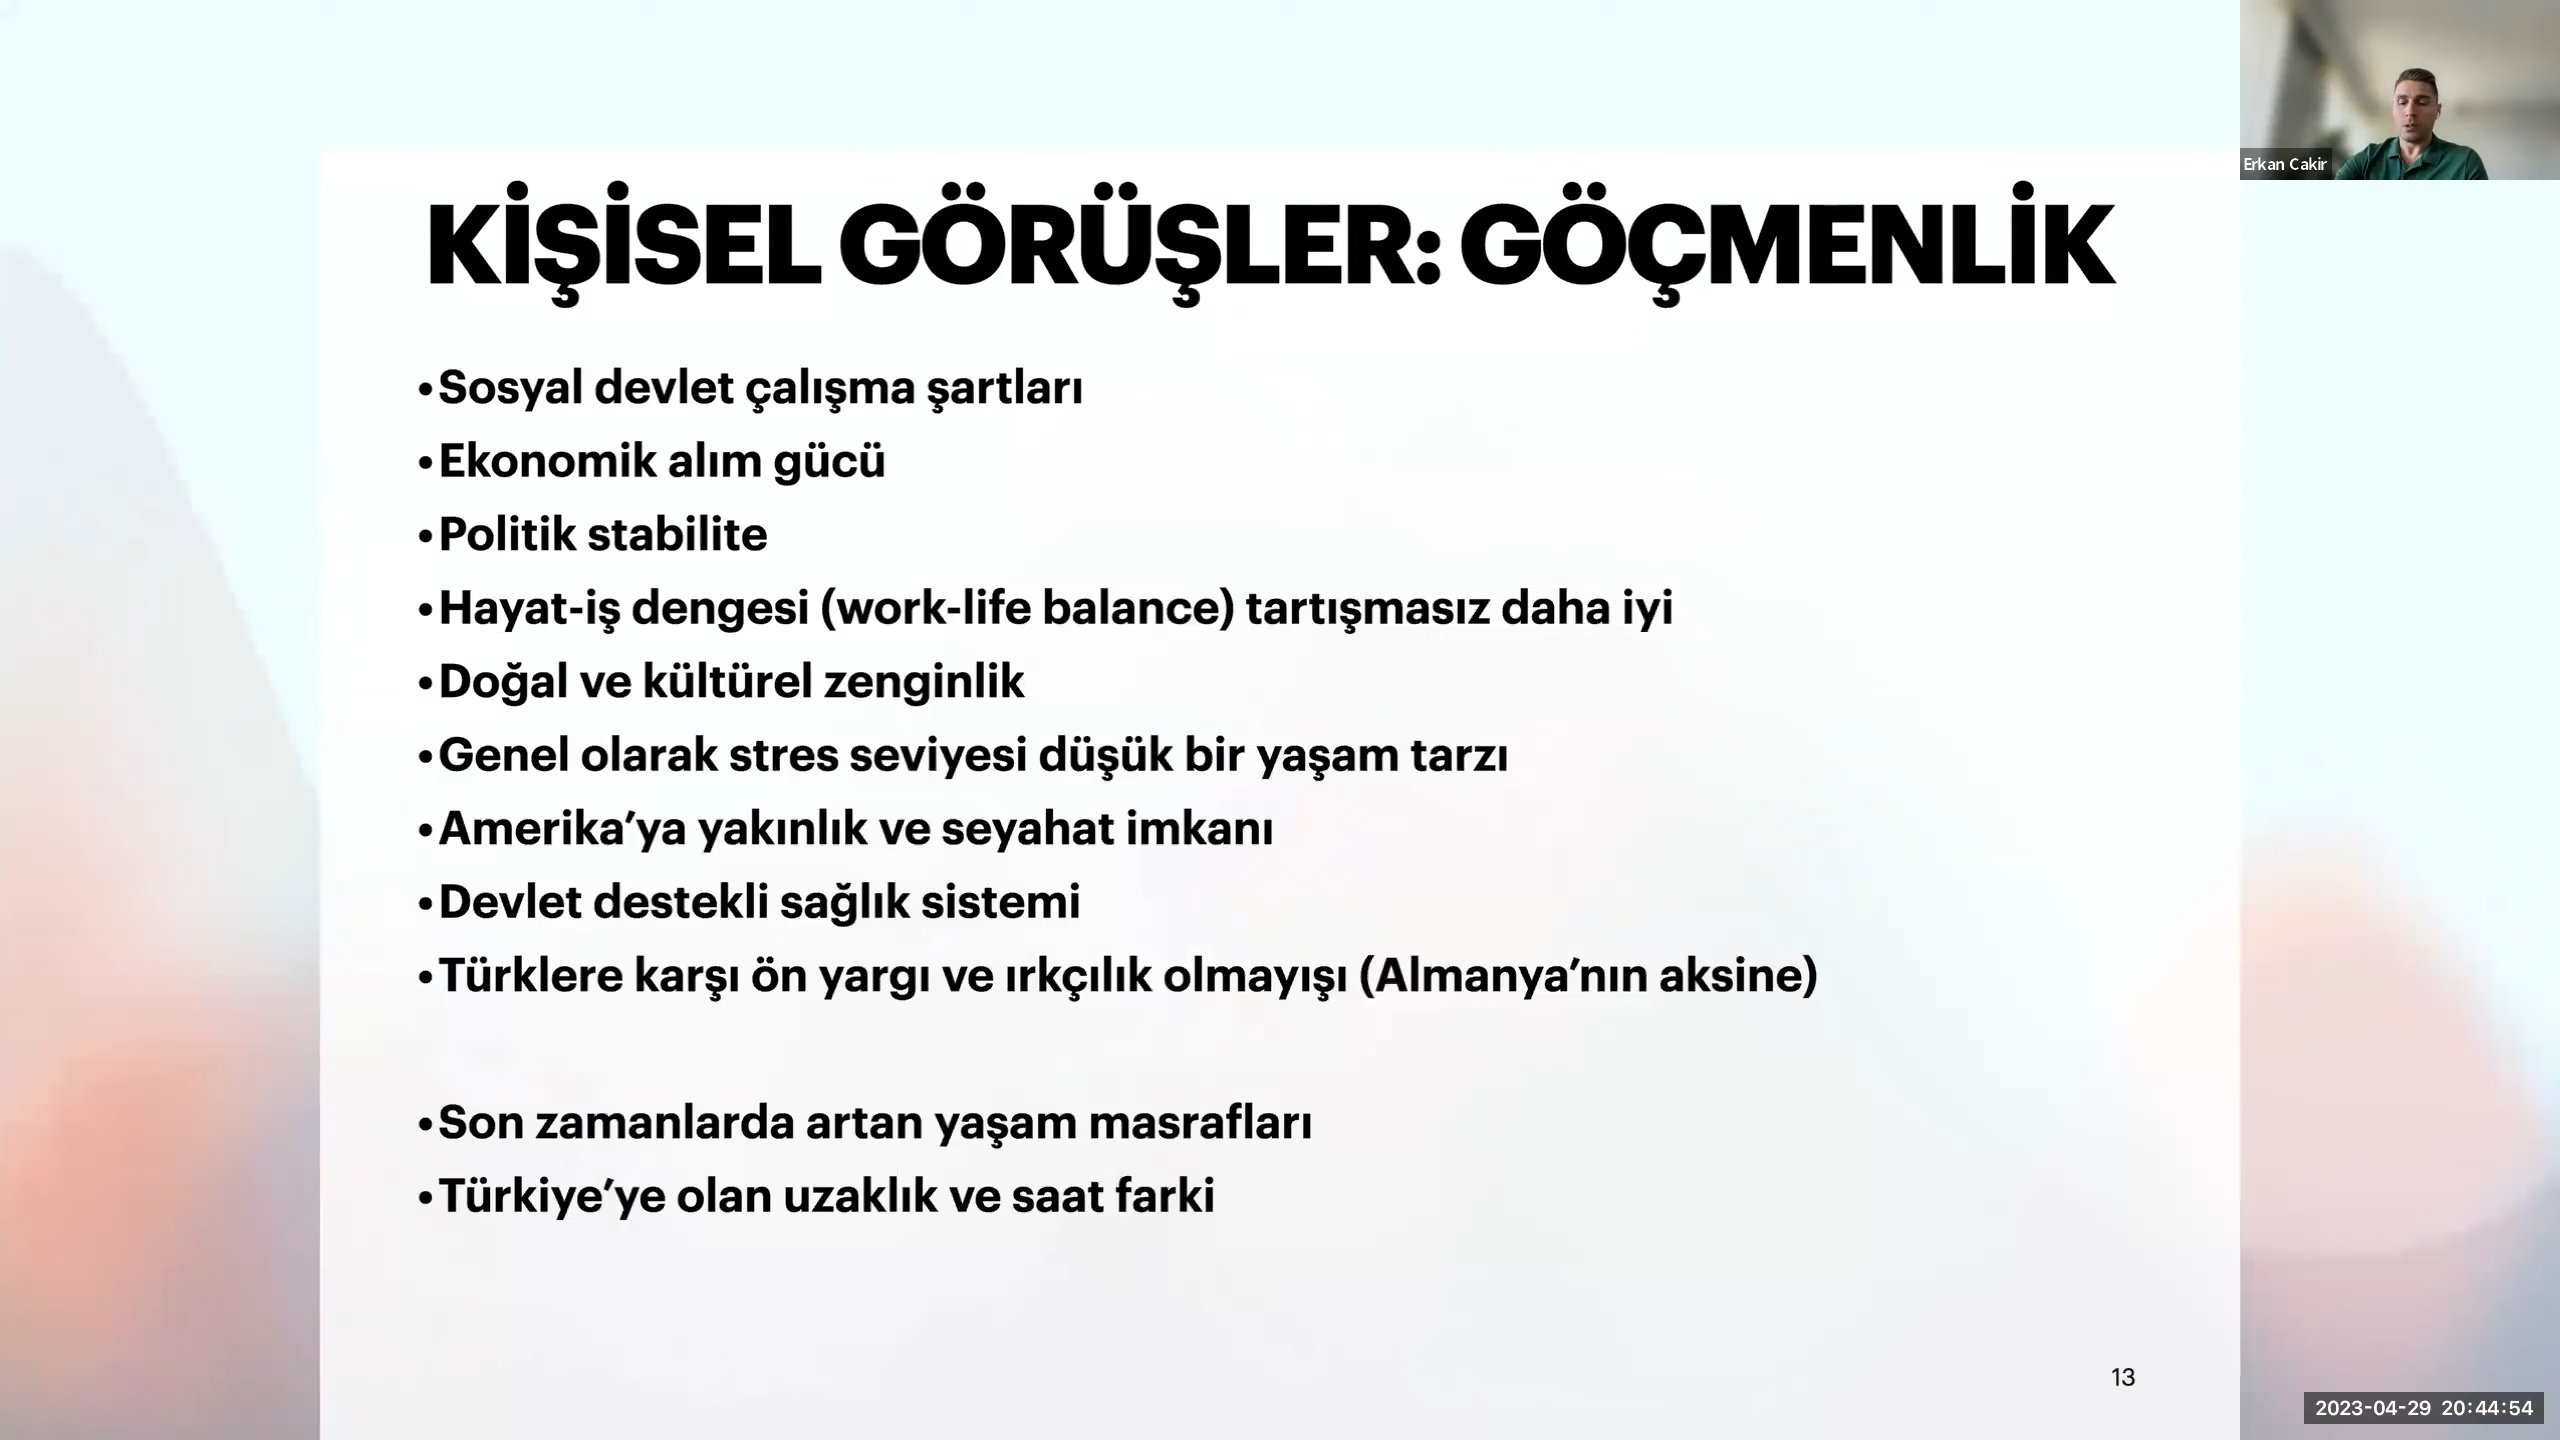 Erkan Cakir
KİŞİSEL GÖRÜŞLER: GÖÇMENLİK
•Sosyal devlet çalışma şartları
•Ekonomik alım gücü
•Politik stabilite
•Hayat-iş dengesi (work-life balance) tartışmasız daha iyi
•Doğal ve kültürel zenginlik
•Genel olarak stres seviyesi düşük bir yaşam tarzı
•Amerika’ya yakınlık ve seyahat imkanı
•Devlet destekli sağlık sistemi
•Türklere karşı ön yargı ve ırkçılık olmayışı (Almanya’nın aksine)
•Son zamanlarda artan yaşam masrafları
•Türkiye’ye olan uzaklık ve saat farki
13
2023-04-29 20:44:54